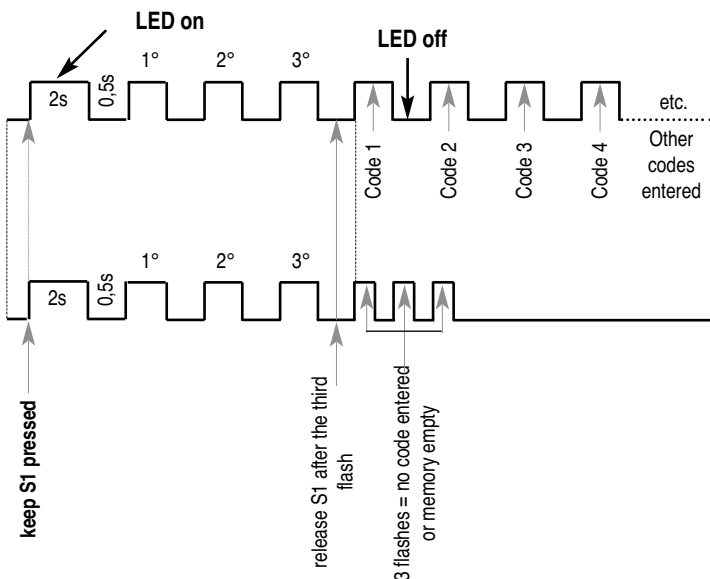 LED on
LED off
1°
2°
3°
2s
0,5s
Code 1
Code 2
Code 3
Code 4
etc.
Other
codes
entered
1°
2°
3°
2s
0,5s
keep S1 pressed
release S1 after the third
flash
3 flashes = no code entered
or memory empty